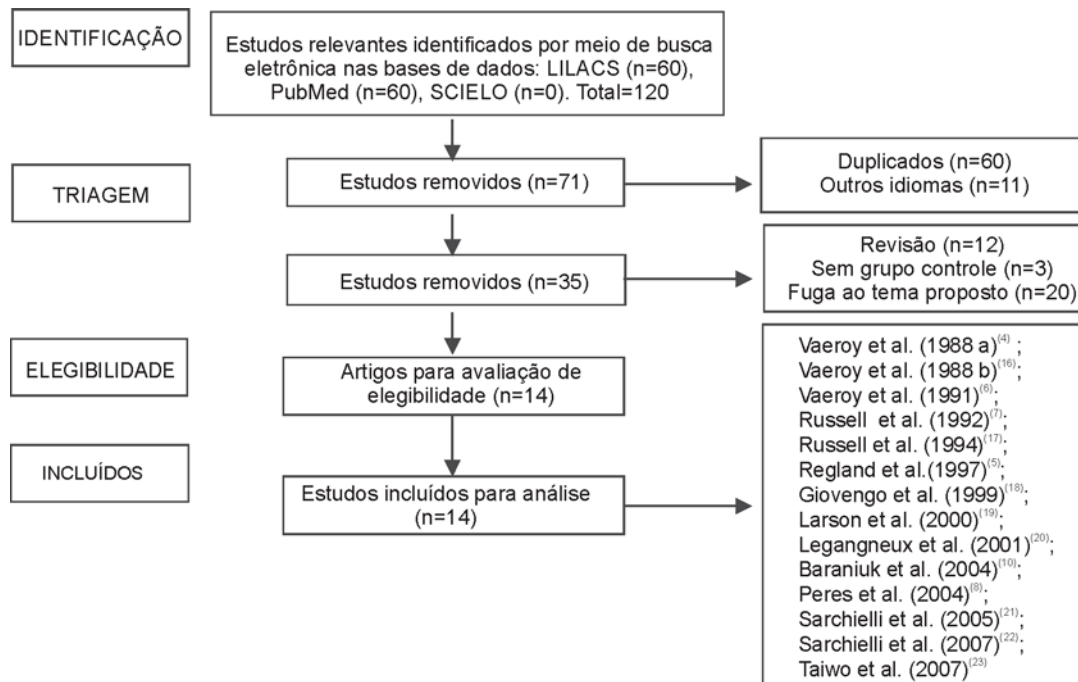 IDENTIFICAÇÃO
Estudos relevantes identificados por meio de busca
eletrônica nas bases de dados: LILACS (n=60),
PubMed (n=60), SCIELO (n=0). Total=120
TRIAGEM
Estudos removidos (n=71)
Duplicados (n=60)
Outros idiomas (n=11)
Estudos removidos (n=35)
Revisão (n=12)
Sem grupo controle (n=3)
Fuga ao tema proposto (n=20)
ELEGIBILIDADE
Artigos para avaliação de
elegibilidade (n=14)
INCLUÍDOS
Estudos incluídos para análise
(n=14)
Vaeroy et al. (1988 a)(4) ;
Vaeroy et al. (1988 b)(16);
Vaeroy et al. (1991)(6);
Russell et al. (1992)(7);
Russell et al. (1994)(17);
Regland et al.(1997)(5);
Giovengo et al. (1999)(18);
Larson et al. (2000)(19);
Legangneux et al. (2001)(20);
Baraniuk et al. (2004)(10);
Peres et al. (2004)(8);
Sarchielli et al. (2005)(21);
Sarchielli et al. (2007)(22);
Taiwo et al. (2007)(23)